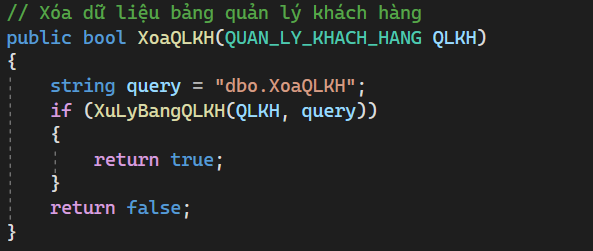 // Xóa dữ liệu bảng quản lý khách hàng
public bool XoaQLKH(QUAN_LY_KHACH_HANG QLKH)
{
    string query = "dbo.XoaQLKH";
    if (XuLyBangQLKH(QLKH, query))
    {
        return true;
    }
    return false;
}